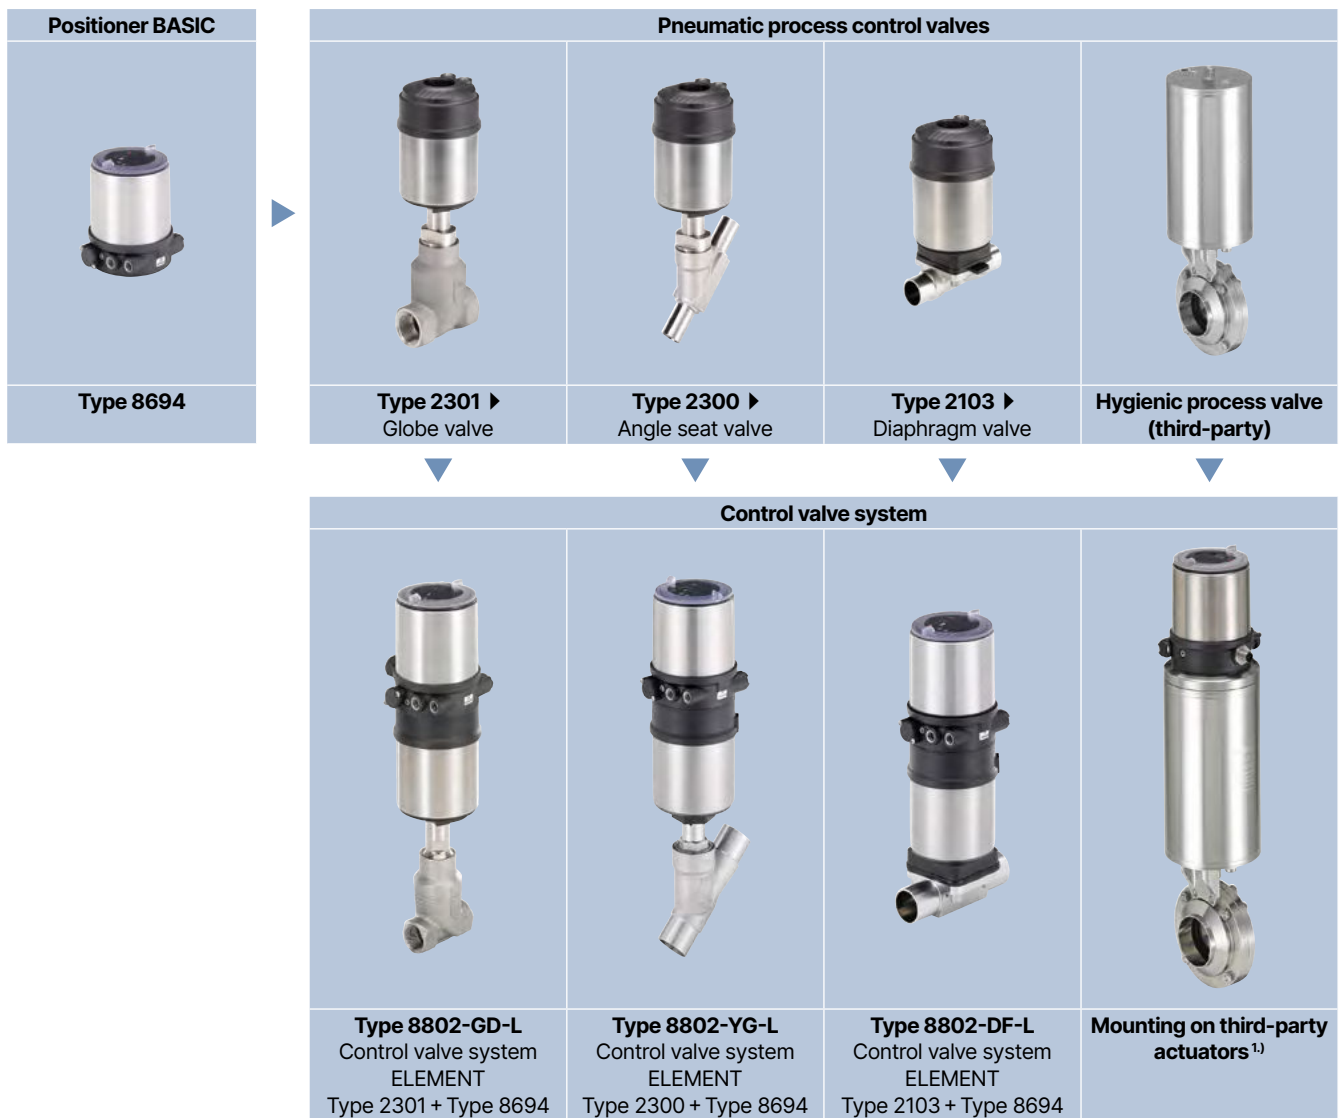 Positioner BASIC
Pneumatic process control valves
Type 8694
Type 2301 ▶
Globe valve
Type 2300 ▶
Angle seat valve
Type 2103 ▶
Diaphragm valve
Hygienic process valve
(third-party)
Control valve system
Type 8802-GD-L
Control valve system
ELEMENT
Type 2301 + Type 8694
Type 8802-YG-L
Control valve system
ELEMENT
Type 2300 + Type 8694
Type 8802-DF-L
Control valve system
ELEMENT
Type 2103 + Type 8694
Mounting on third-party
actuators 1.)